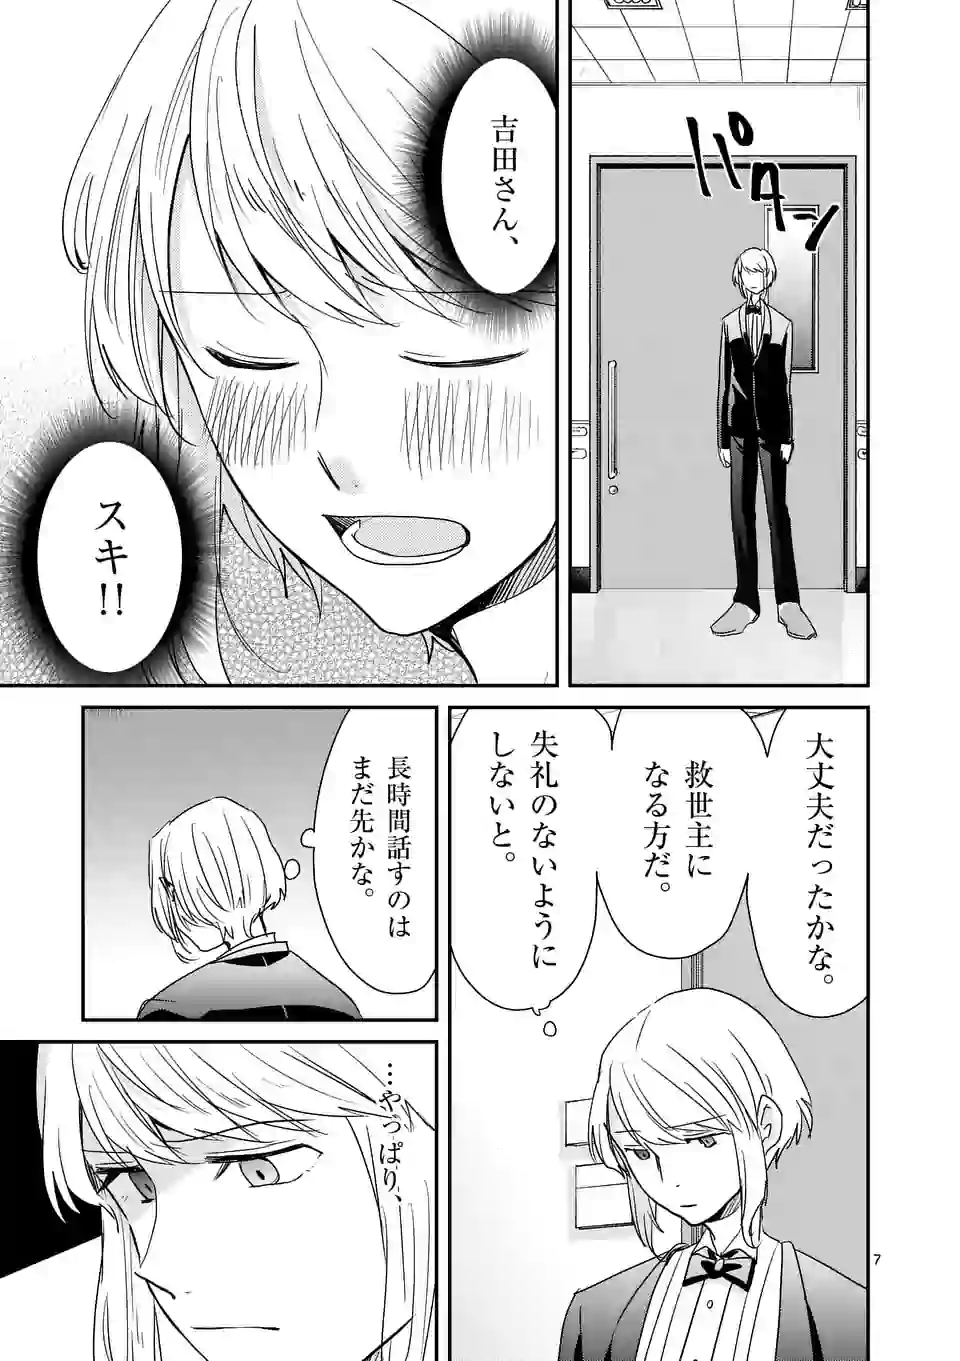 パタン
大丈夫だったかな。
救世主に
なる方だ。
失礼のないように
しないと。
長時間話すのは
まだ先かな。
…やっぱり、
吉田さん、
スキ!!
7